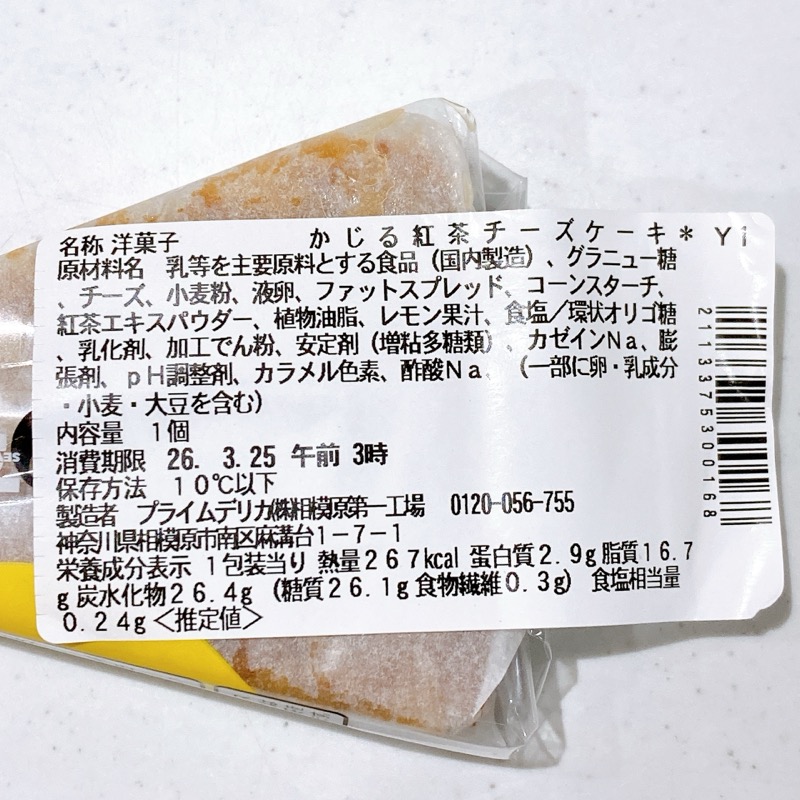 名称 洋菓子 かじる紅茶チーズケーキ* Y1
原材料名 乳等を主要原料とする食品（国内製造）、グラニュー糖
、チーズ、小麦粉、液卵、ファットスプレッド、コーンスターチ、
紅茶エキスパウダー、植物油脂、レモン果汁、食塩／環状オリゴ糖
、乳化剤、加工でん粉、安定剤（増粘多糖類）、カゼインNa、膨
張剤、pH調整剤、カラメル色素、酢酸Na、（一部に卵・乳成分
・小麦・大豆を含む）
内容量 1個
消費期限 26. 3.25 午前 3時
保存方法 10℃以下
製造者 プライムデリカ㈱相模原第一工場 0120-056-755
神奈川県相模原市南区麻溝台1-7-1
栄養成分表示 1包装当り 熱量267kcal 蛋白質2.9g 脂質16.7
g 炭水化物26.4g （糖質26.1g 食物繊維0.3g） 食塩相当量
0.24g＜推定値＞
2113375300168